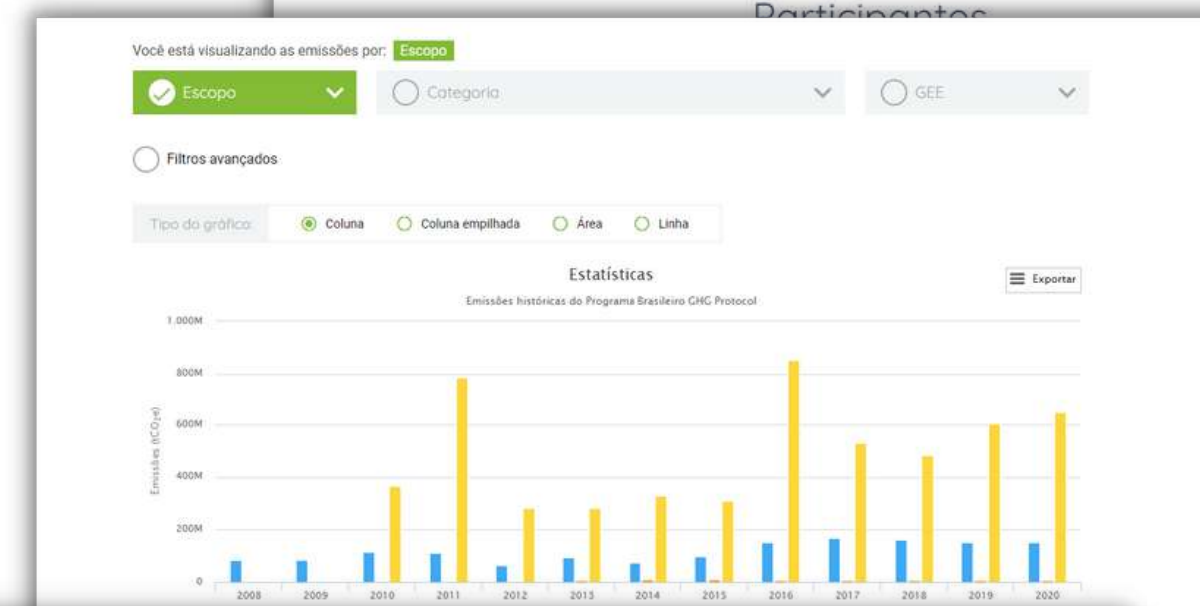 Participantes
Você está visualizando as emissões por: Escopo
Escopo
Categoria
GEE
Filtros avançados
Tipo do gráfico:
Coluna
Coluna empilhada
Área
Linha
Estatísticas
Exportar
Emissões históricas do Programa Brasileiro GHG Protocol
Emissões (tCO₂e)
1.000M
800M
600M
400M
200M
0
2008
2009
2010
2011
2012
2013
2014
2015
2016
2017
2018
2019
2020